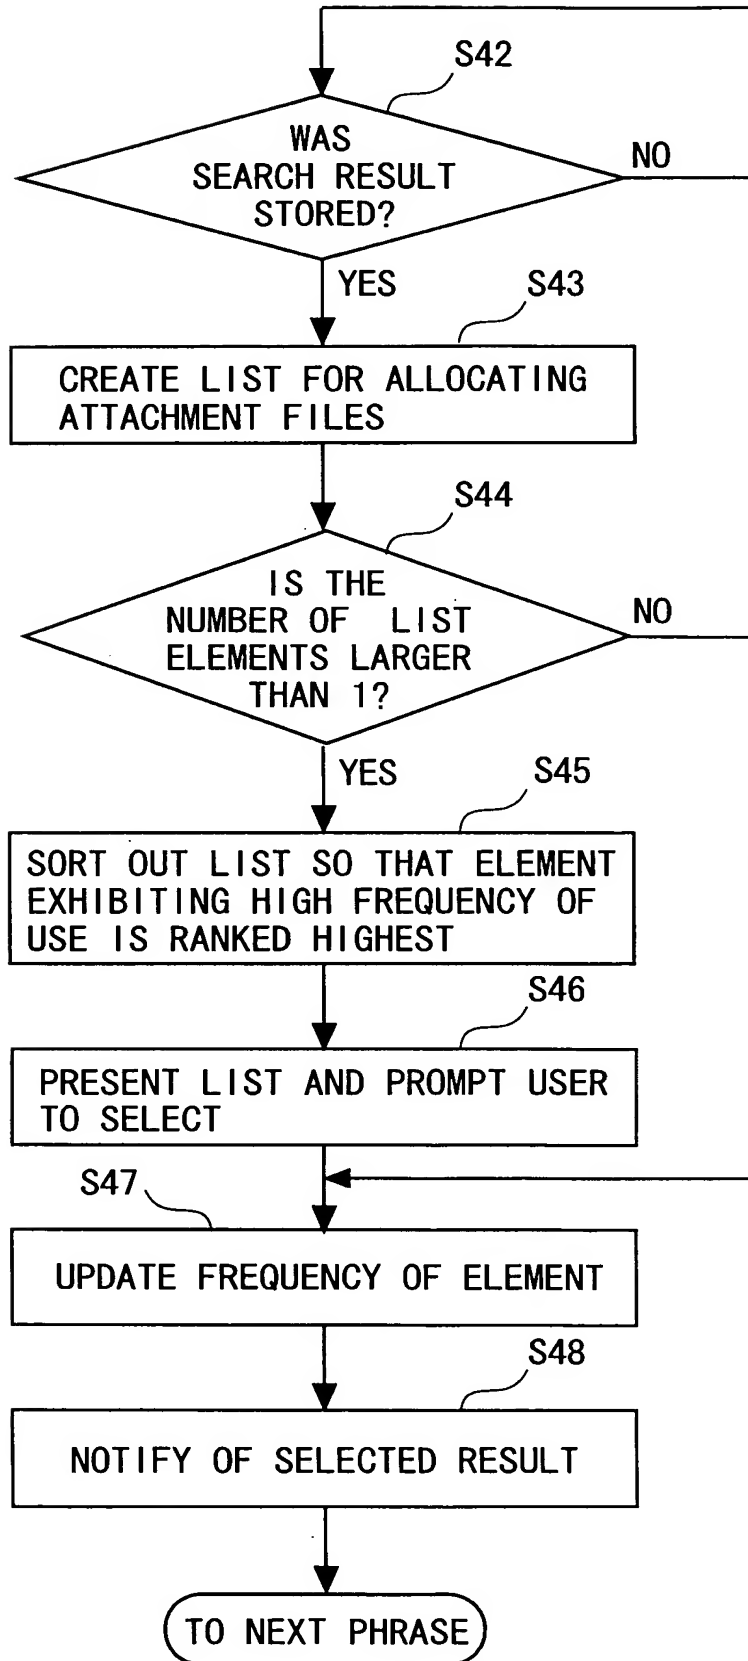 S42
WAS
SEARCH RESULT
STORED?
NO
YES
S43
CREATE LIST FOR ALLOCATING
ATTACHMENT FILES
S44
IS THE
NUMBER OF LIST
ELEMENTS LARGER
THAN 1?
NO
YES
S45
SORT OUT LIST SO THAT ELEMENT
EXHIBITING HIGH FREQUENCY OF
USE IS RANKED HIGHEST
S46
PRESENT LIST AND PROMPT USER
TO SELECT
S47
UPDATE FREQUENCY OF ELEMENT
S48
NOTIFY OF SELECTED RESULT
TO NEXT PHRASE